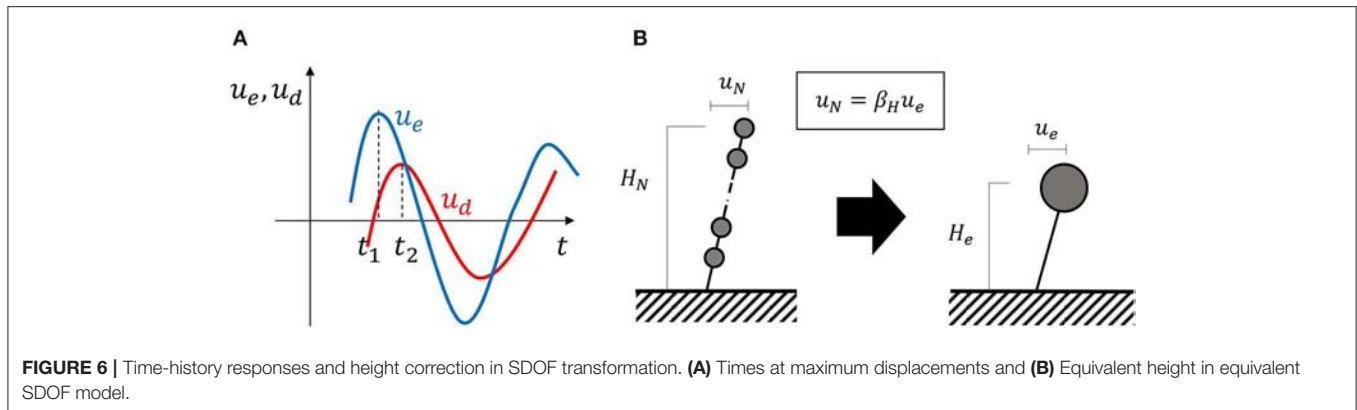 A
B
u_e, u_d
u_e
u_d
t_1
t_2
t
u_N
u_N = β_H u_e
H_N
u_e
H_e
FIGURE 6 | Time-history responses and height correction in SDOF transformation. (A) Times at maximum displacements and (B) Equivalent height in equivalent
SDOF model.